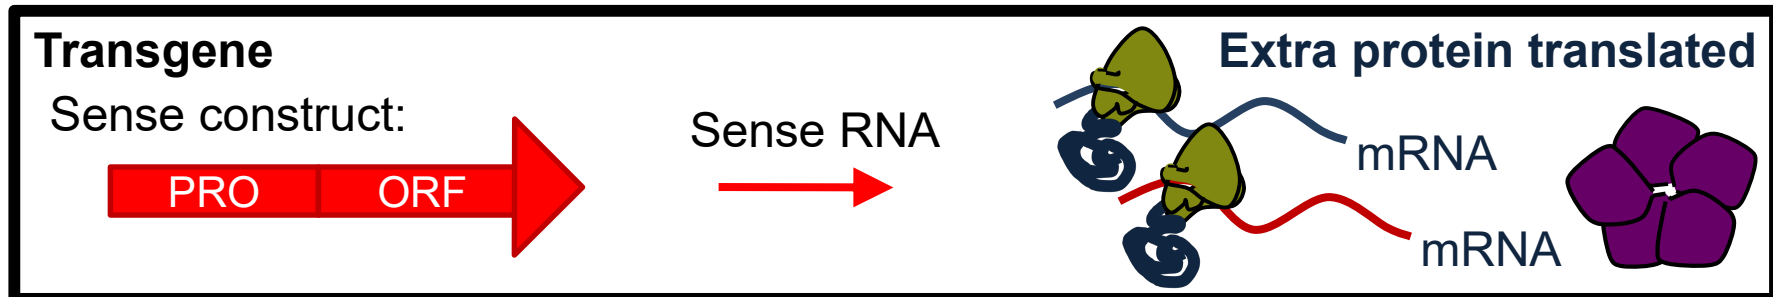 Transgene
Sense construct:
PRO ORF
Sense RNA
Extra protein translated
mRNA
mRNA